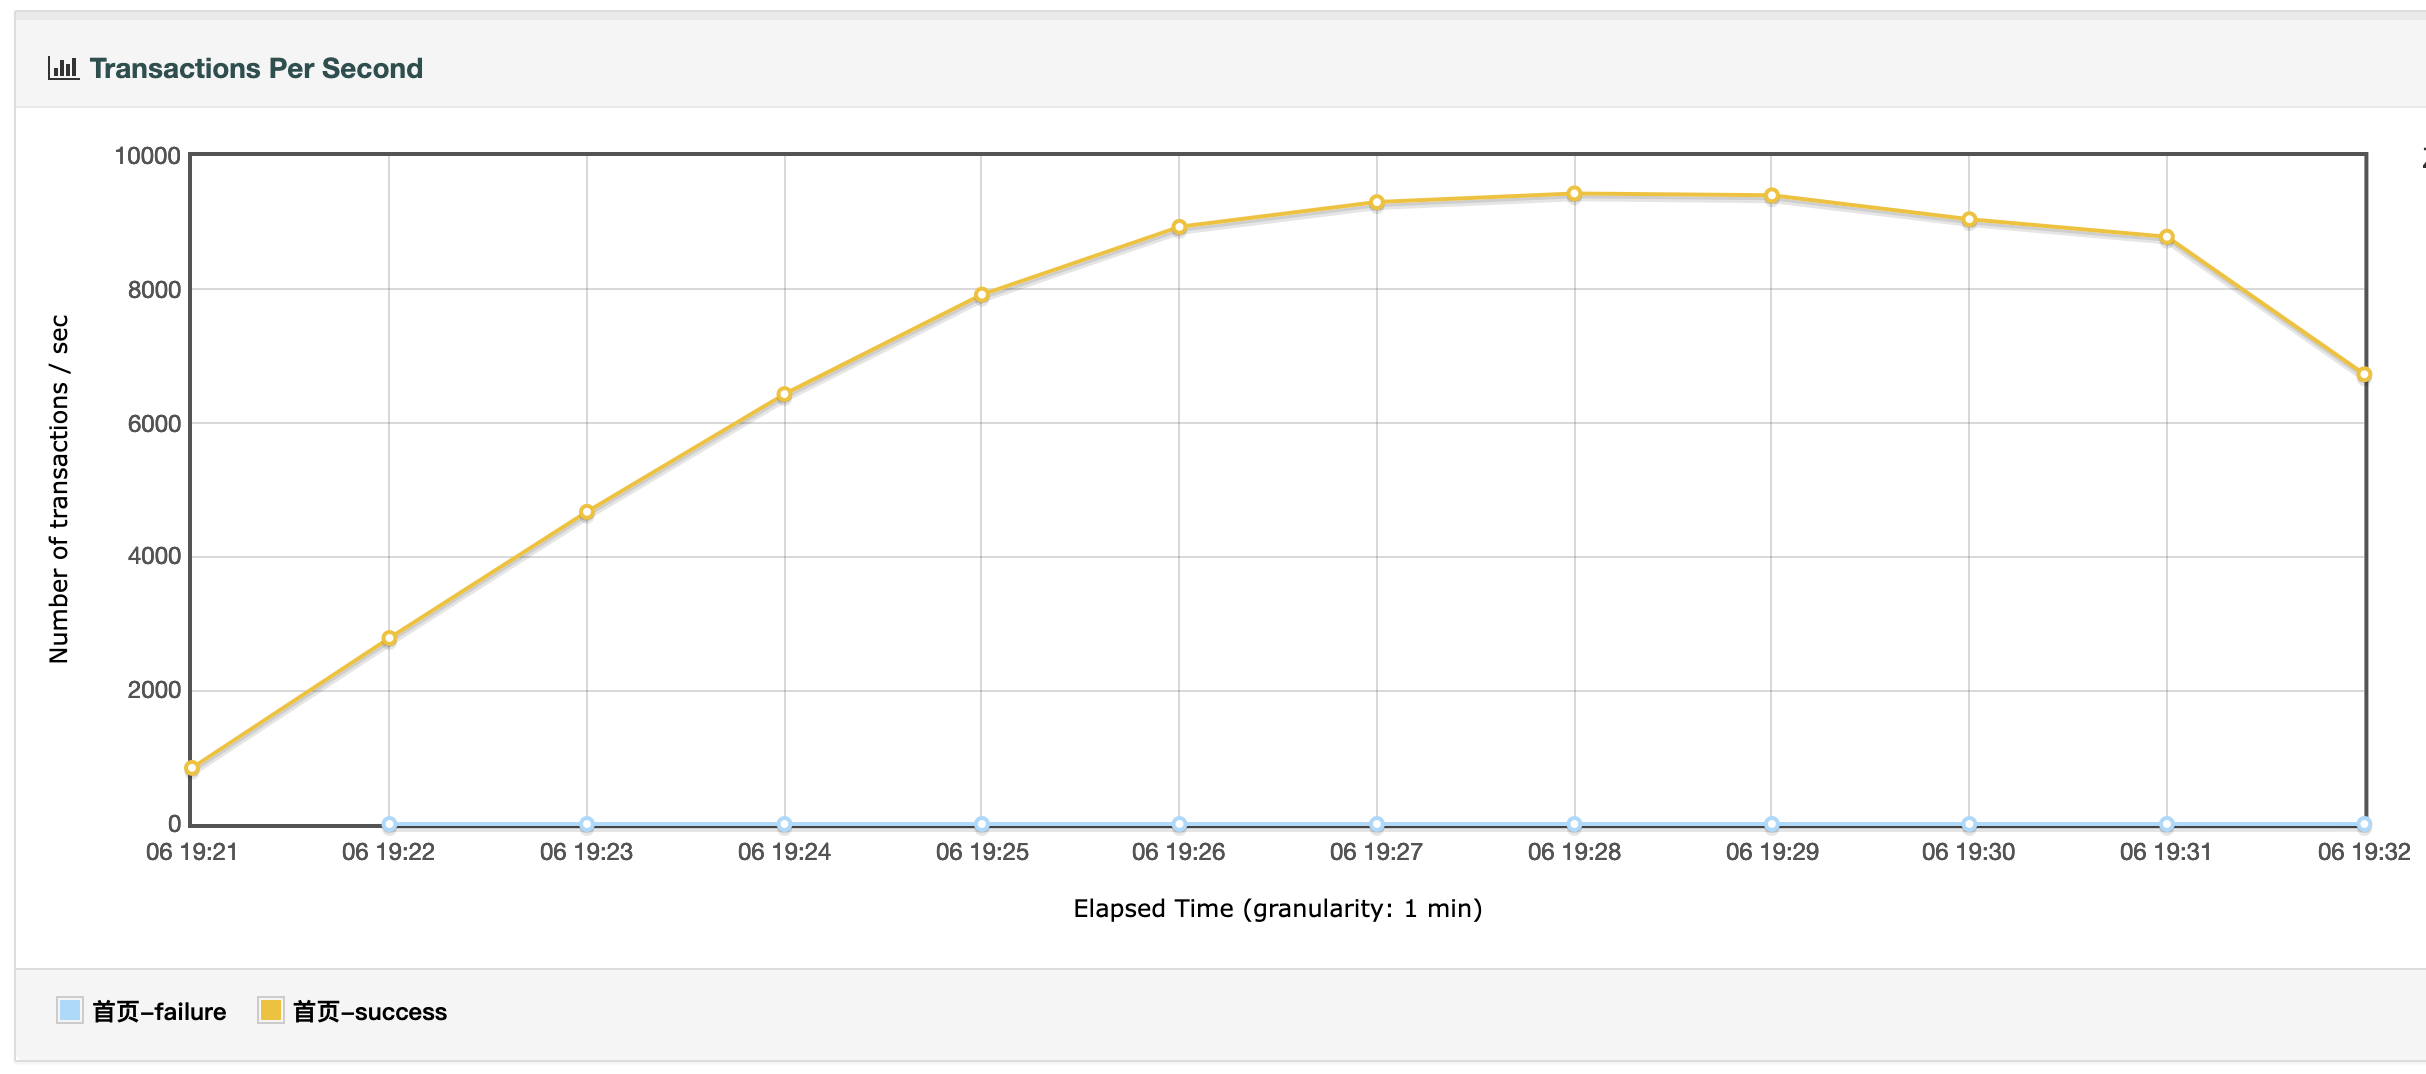 Transactions Per Second
10000
8000
6000
4000
2000
0
Number of transactions / sec
06 19:21 06 19:22 06 19:23 06 19:24 06 19:25 06 19:26 06 19:27 06 19:28 06 19:29 06 19:30 06 19:31 06 19:32
Elapsed Time (granularity: 1 min)
首页-failure 首页-success